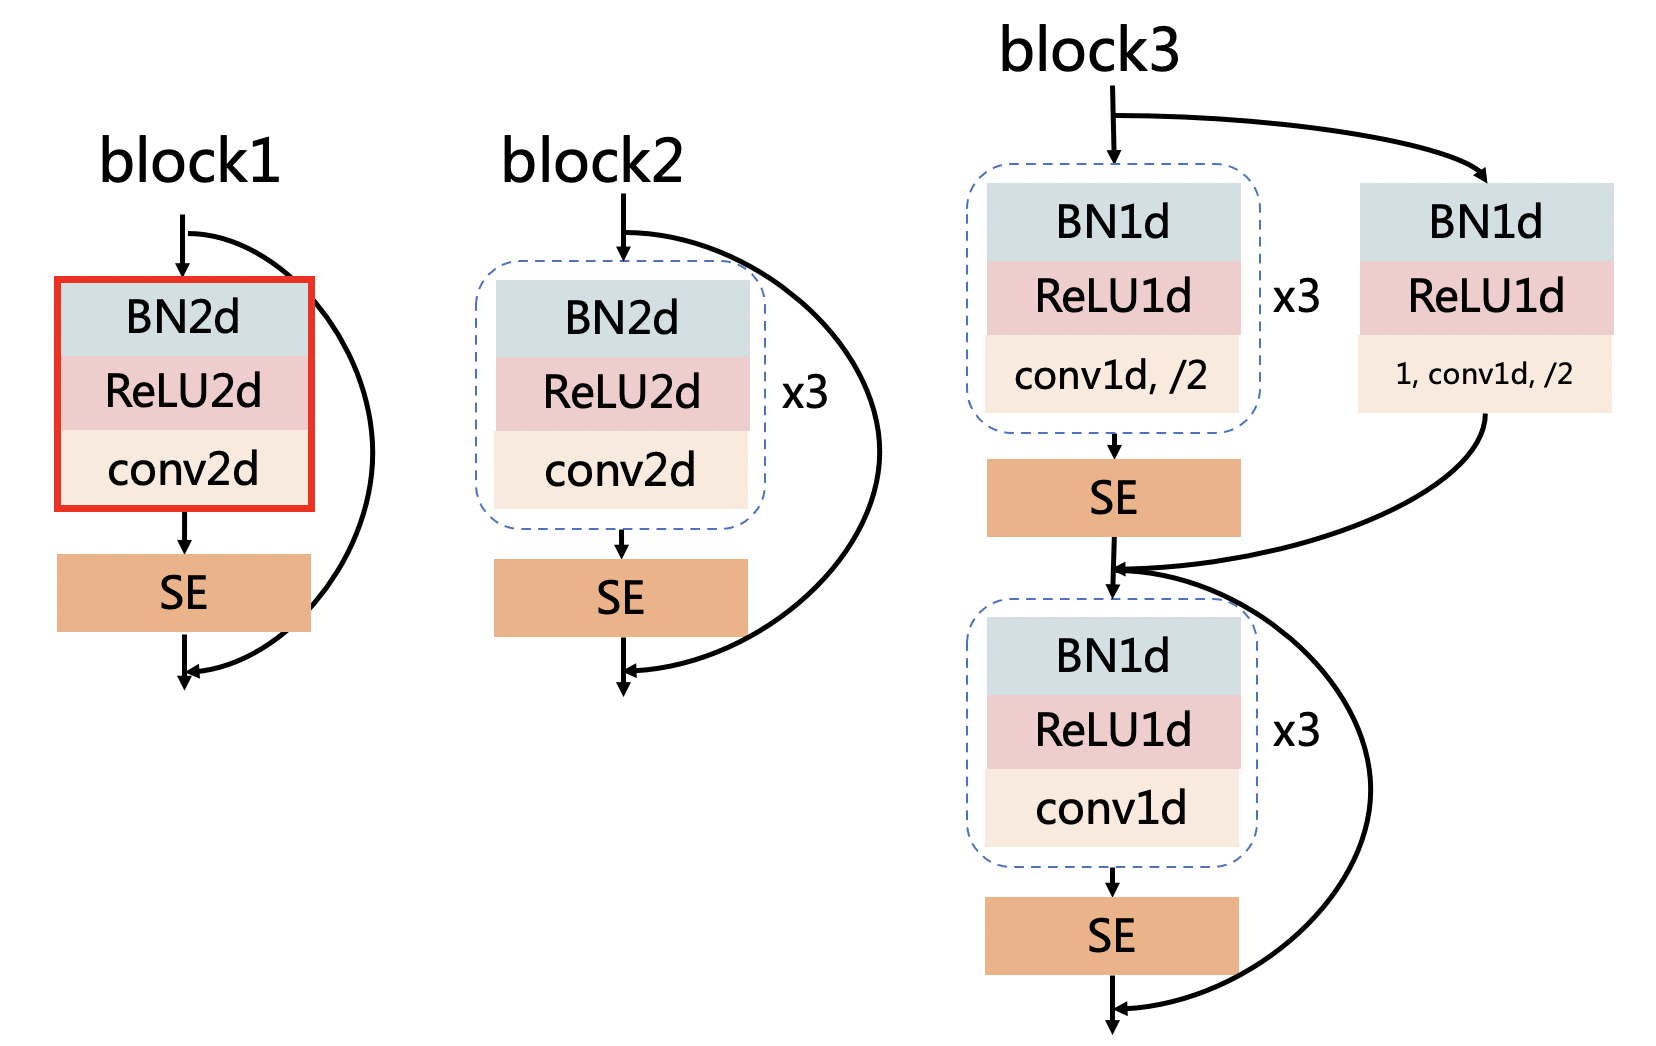 block1
BN2d
ReLU2d
conv2d
SE
block2
BN2d
ReLU2d
conv2d
x3
SE
block3
BN1d
ReLU1d
conv1d, /2
x3
BN1d
ReLU1d
1, conv1d, /2
SE
BN1d
ReLU1d
conv1d
x3
SE